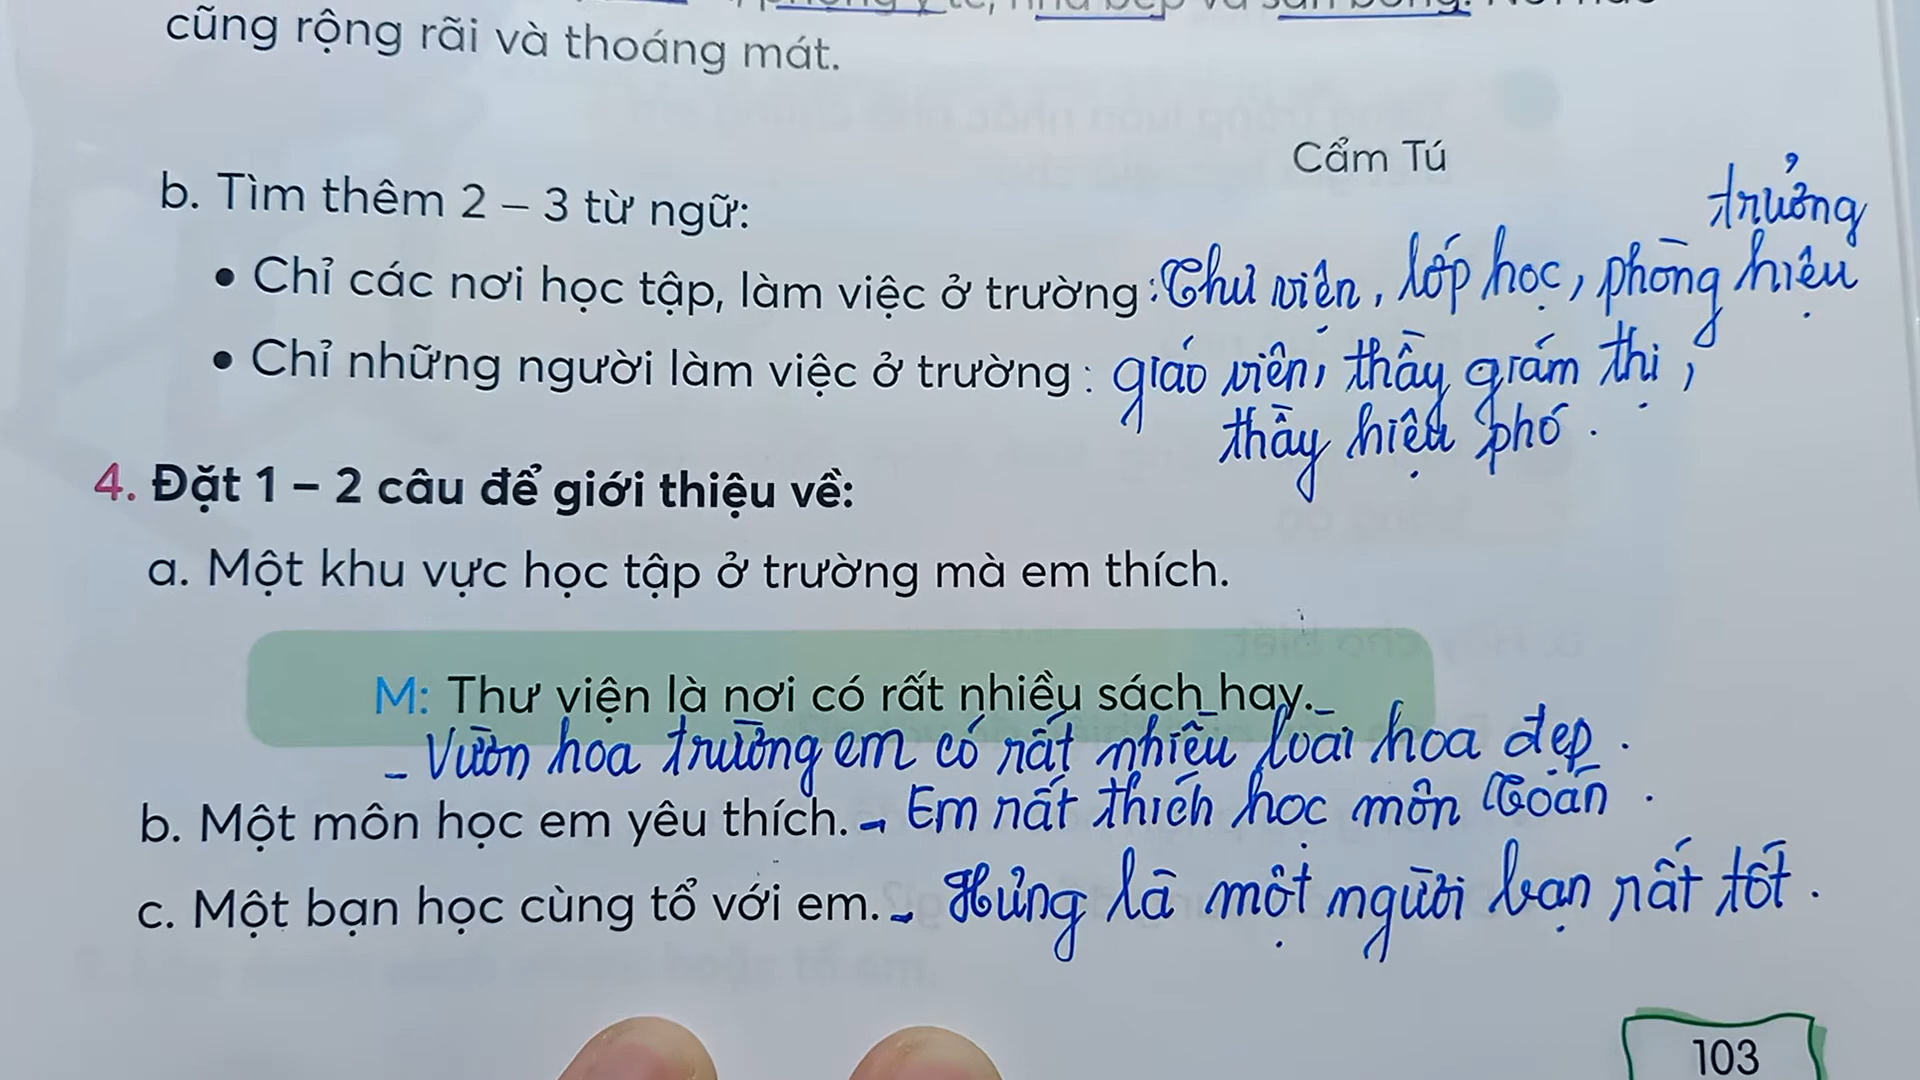 cũng rộng rãi và thoáng mát.
Cẩm Tú
b. Tìm thêm 2 – 3 từ ngữ:
trưởng
• Chỉ các nơi học tập, làm việc ở trường: Thư viện, lớp học, phòng hiệu
• Chỉ những người làm việc ở trường: giáo viên, thầy giám thị,
thầy hiệu phó.
4. Đặt 1 – 2 câu để giới thiệu về:
a. Một khu vực học tập ở trường mà em thích.
M: Thư viện là nơi có rất nhiều sách hay.
- Vườn hoa trường em có rất nhiều loài hoa đẹp.
b. Một môn học em yêu thích. - Em rất thích học môn Toán.
c. Một bạn học cùng tổ với em. - Hưng là một người bạn rất tốt.
103